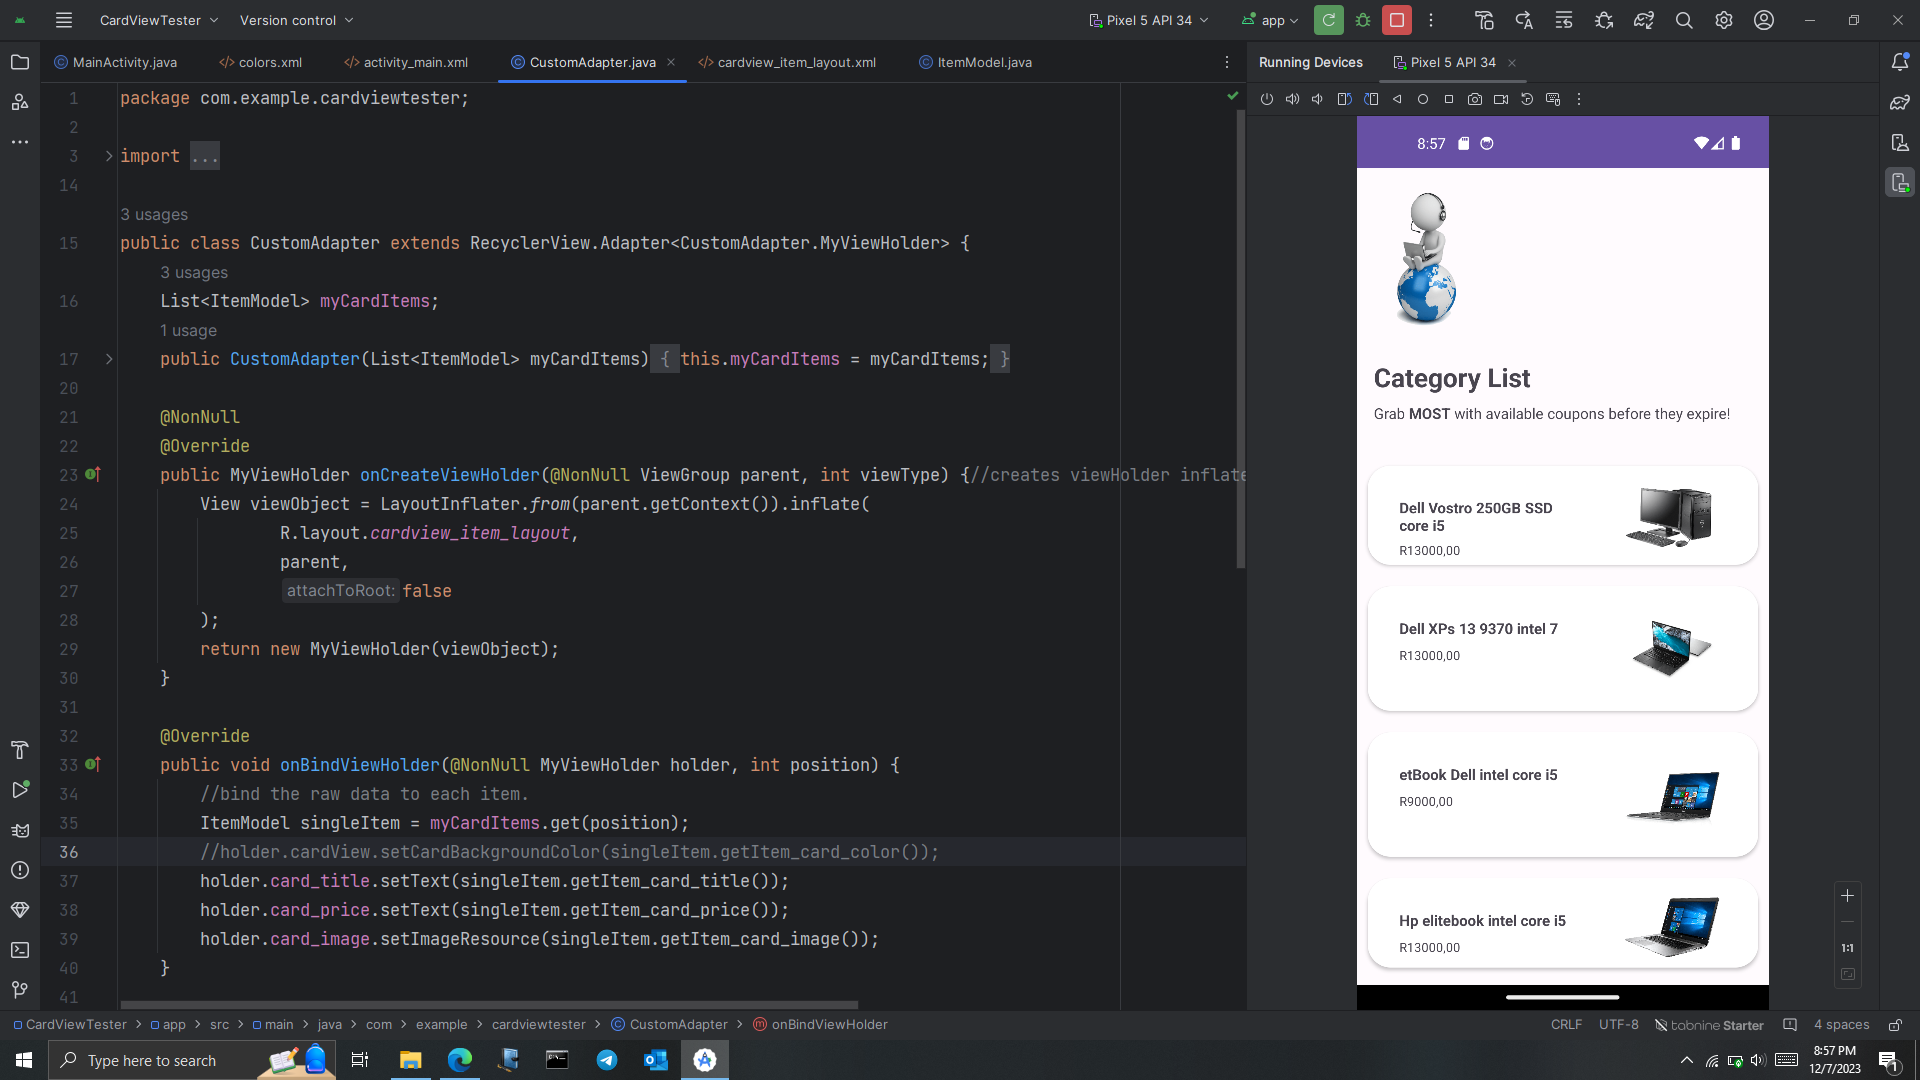 CardViewTester
Version control
Pixel 5 API 34
app
MainActivity.java
colors.xml
activity_main.xml
CustomAdapter.java
cardview_item_layout.xml
ItemModel.java
1 package com.example.cardviewtester;
2
3 import ...
14
3 usages
15 public class CustomAdapter extends RecyclerView.Adapter<CustomAdapter.MyViewHolder> {
3 usages
16 List<ItemModel> myCardItems;
1 usage
17 public CustomAdapter(List<ItemModel> myCardItems) { this.myCardItems = myCardItems; }
20
21 @NonNull
22 @Override
23 public MyViewHolder onCreateViewHolder(@NonNull ViewGroup parent, int viewType) {//creates viewHolder inflate
24 View viewObject = LayoutInflater.from(parent.getContext()).inflate(
25 R.layout.cardview_item_layout,
26 parent,
27 attachToRoot: false
28 );
29 return new MyViewHolder(viewObject);
30 }
31
32 @Override
33 public void onBindViewHolder(@NonNull MyViewHolder holder, int position) {
34 //bind the raw data to each item.
35 ItemModel singleItem = myCardItems.get(position);
36 //holder.cardView.setCardBackgroundColor(singleItem.getItem_card_color());
37 holder.card_title.setText(singleItem.getItem_card_title());
38 holder.card_price.setText(singleItem.getItem_card_price());
39 holder.card_image.setImageResource(singleItem.getItem_card_image());
40 }
41
Running Devices
Pixel 5 API 34
8:57
Category List
Grab MOST with available coupons before they expire!
Dell Vostro 250GB SSD
core i5
R13000,00
Dell XPs 13 9370 intel 7
R13000,00
etBook Dell intel core i5
R9000,00
Hp elitebook intel core i5
R13000,00
1:1
CardViewTester > app > src > main > java > com > example > cardviewtester > CustomAdapter > onBindViewHolder
CRLF
UTF-8
tabnine Starter
4 spaces
Type here to search
8:57 PM
12/7/2023
1